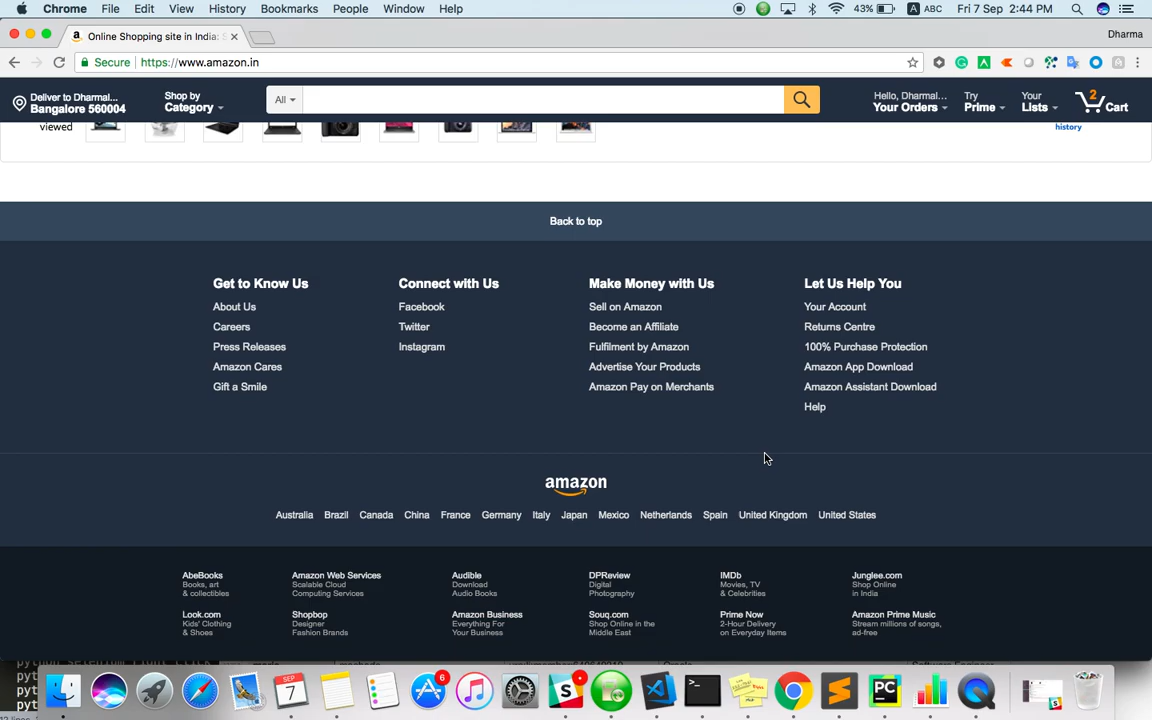 Chrome File Edit View History Bookmarks People Window Help 43% A ABC Fri 7 Sep 2:44 PM
Online Shopping site in India: S Dharma
Secure https://www.amazon.in
Deliver to Dharmal... Shop by All Hello, Dharmal... Try Your 2
Bangalore 560004 Category Your Orders Prime Lists Cart
viewed history
Back to top
Get to Know Us Connect with Us Make Money with Us Let Us Help You
About Us Facebook Sell on Amazon Your Account
Careers Twitter Become an Affiliate Returns Centre
Press Releases Instagram Fulfilment by Amazon 100% Purchase Protection
Amazon Cares Advertise Your Products Amazon App Download
Gift a Smile Amazon Pay on Merchants Amazon Assistant Download
Help
amazon
Australia Brazil Canada China France Germany Italy Japan Mexico Netherlands Spain United Kingdom United States
AbeBooks Amazon Web Services Audible DPReview IMDb Junglee.com
Books, art Scalable Cloud Download Digital Movies, TV Shop Online
& collectibles Computing Services Audio Books Photography & Celebrities in India
Look.com Shopbop Amazon Business Souq.com Prime Now Amazon Prime Music
Kids' Clothing Designer Everything For Shop Online in the 2-Hour Delivery Stream millions of songs,
& Shoes Fashion Brands Your Business Middle East on Everyday Items ad-free
SEP 6
7 PC